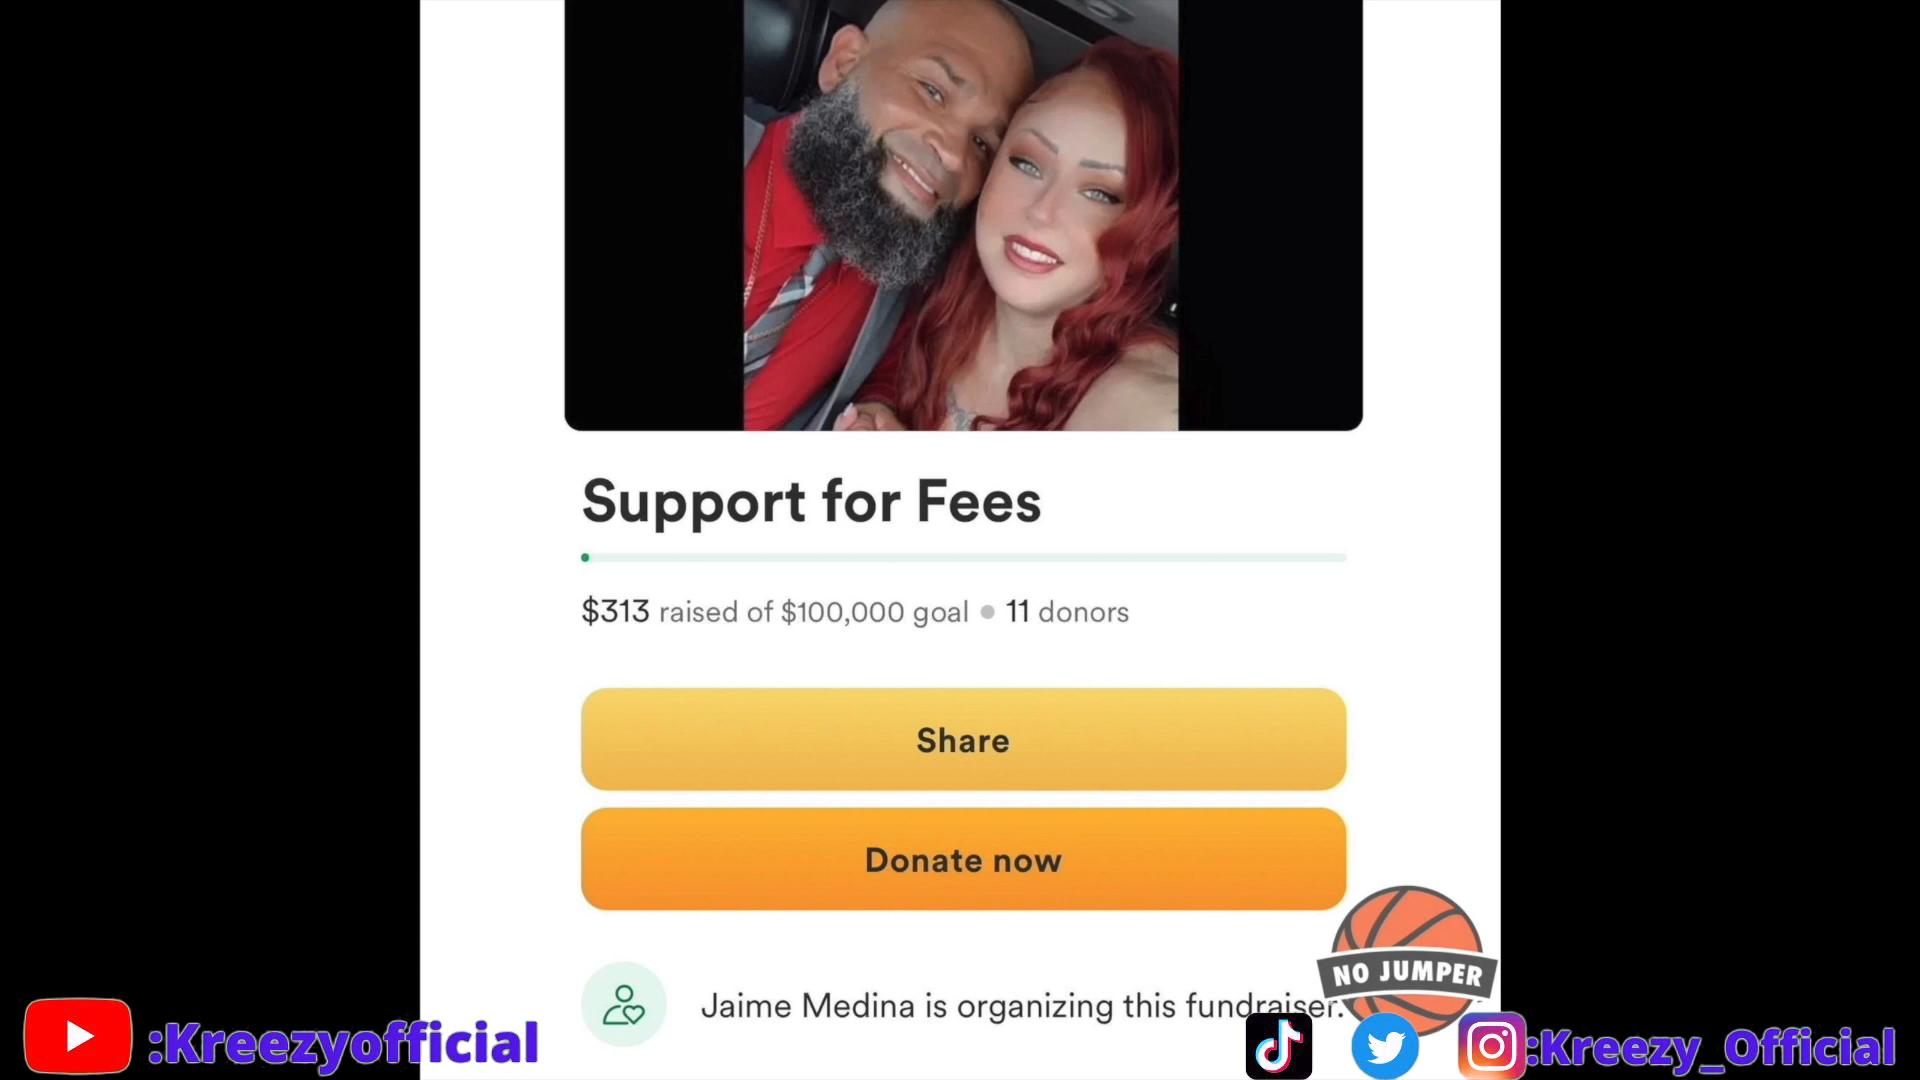 Support for Fees
$313 raised of $100,000 goal • 11 donors
Share
Donate now
NO JUMPER
Jaime Medina is organizing this fundraiser.
:Kreezyofficial
:Kreezy_Official